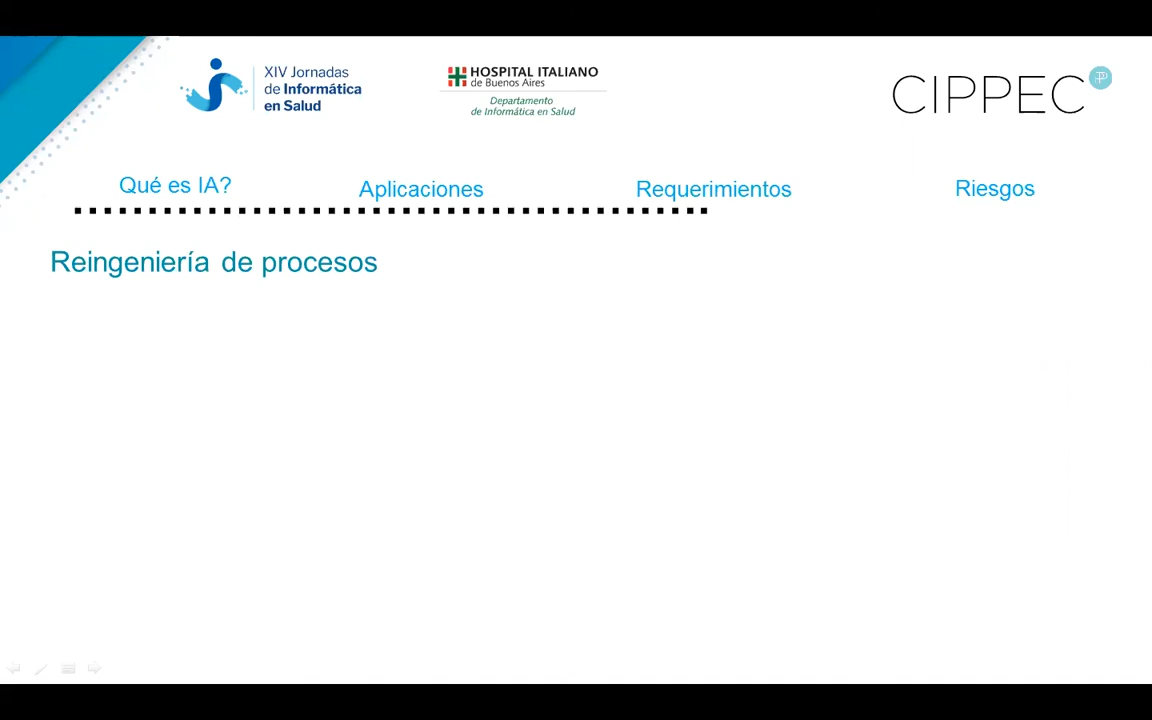 XIV Jornadas
de Informática
en Salud
HOSPITAL ITALIANO
de Buenos Aires
Departamento
de Informática en Salud
CIPPEC
Qué es IA?
Aplicaciones
Requerimientos
Riesgos
Reingeniería de procesos